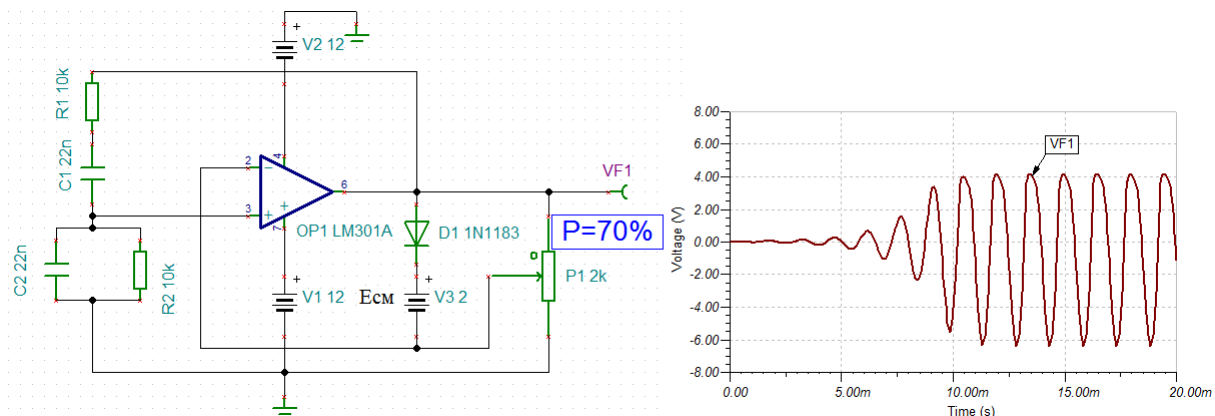 V2 12
+
R1 10k
C1 22n
C2 22n
R2 10k
2
3
4
6
7
−
+
+
OP1 LM301A
VF1
D1 1N1183
P=70%
P1 2k
+
V1 12
Есм
+
V3 2
8.00
6.00
4.00
2.00
0.00
-2.00
-4.00
-6.00
-8.00
Voltage (V)
VF1
0.00
5.00m
10.00m
15.00m
20.00m
Time (s)